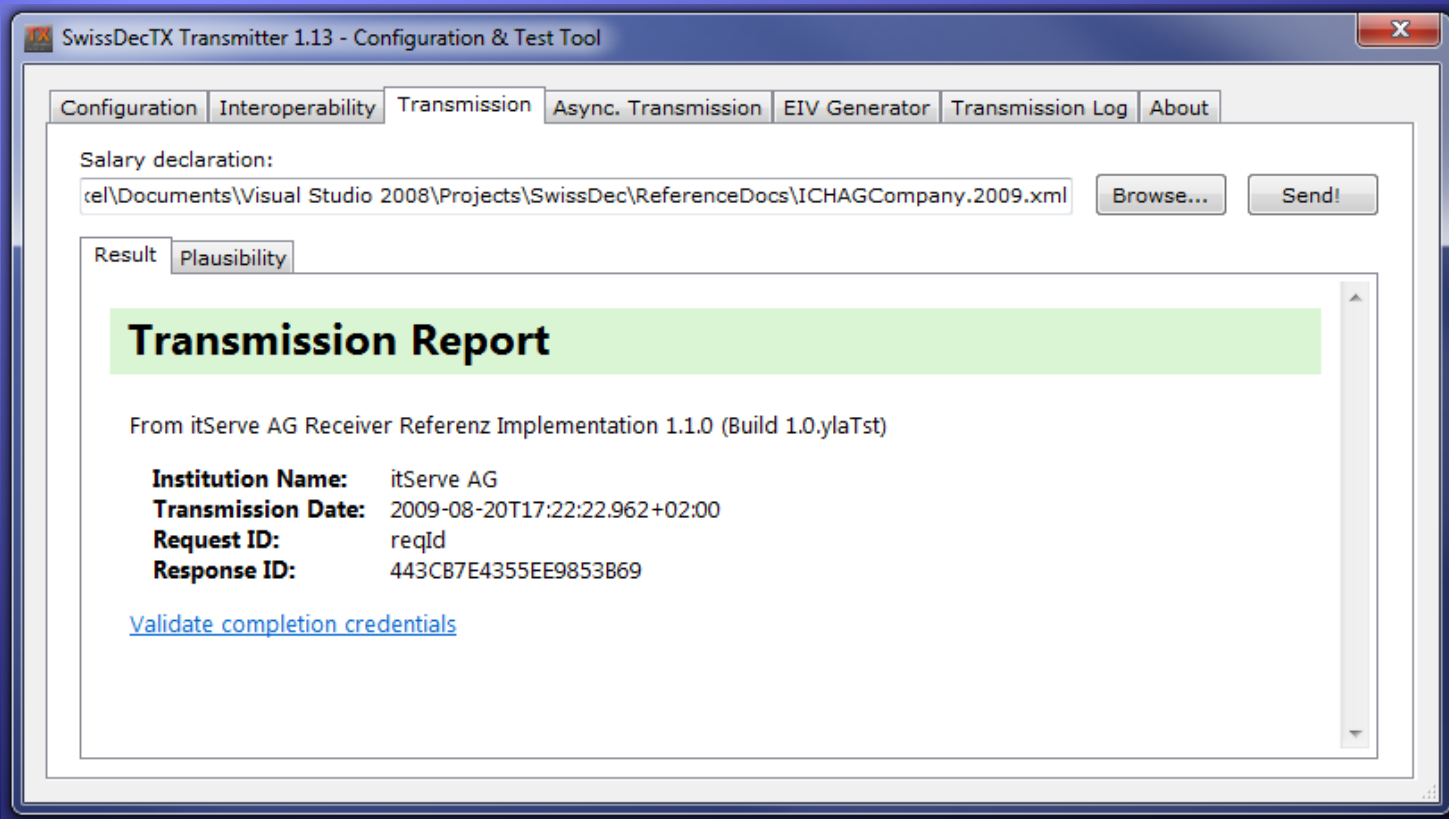 TX SwissDecTX Transmitter 1.13 - Configuration & Test Tool
Configuration Interoperability Transmission Async. Transmission EIV Generator Transmission Log About
Salary declaration:
cel\Documents\Visual Studio 2008\Projects\SwissDec\ReferenceDocs\ICHAGCompany.2009.xml Browse... Send!
Result Plausibility
Transmission Report
From itServe AG Receiver Referenz Implementation 1.1.0 (Build 1.0.ylaTst)
Institution Name: itServe AG
Transmission Date: 2009-08-20T17:22:22.962+02:00
Request ID: reqId
Response ID: 443CB7E4355EE9853B69
Validate completion credentials